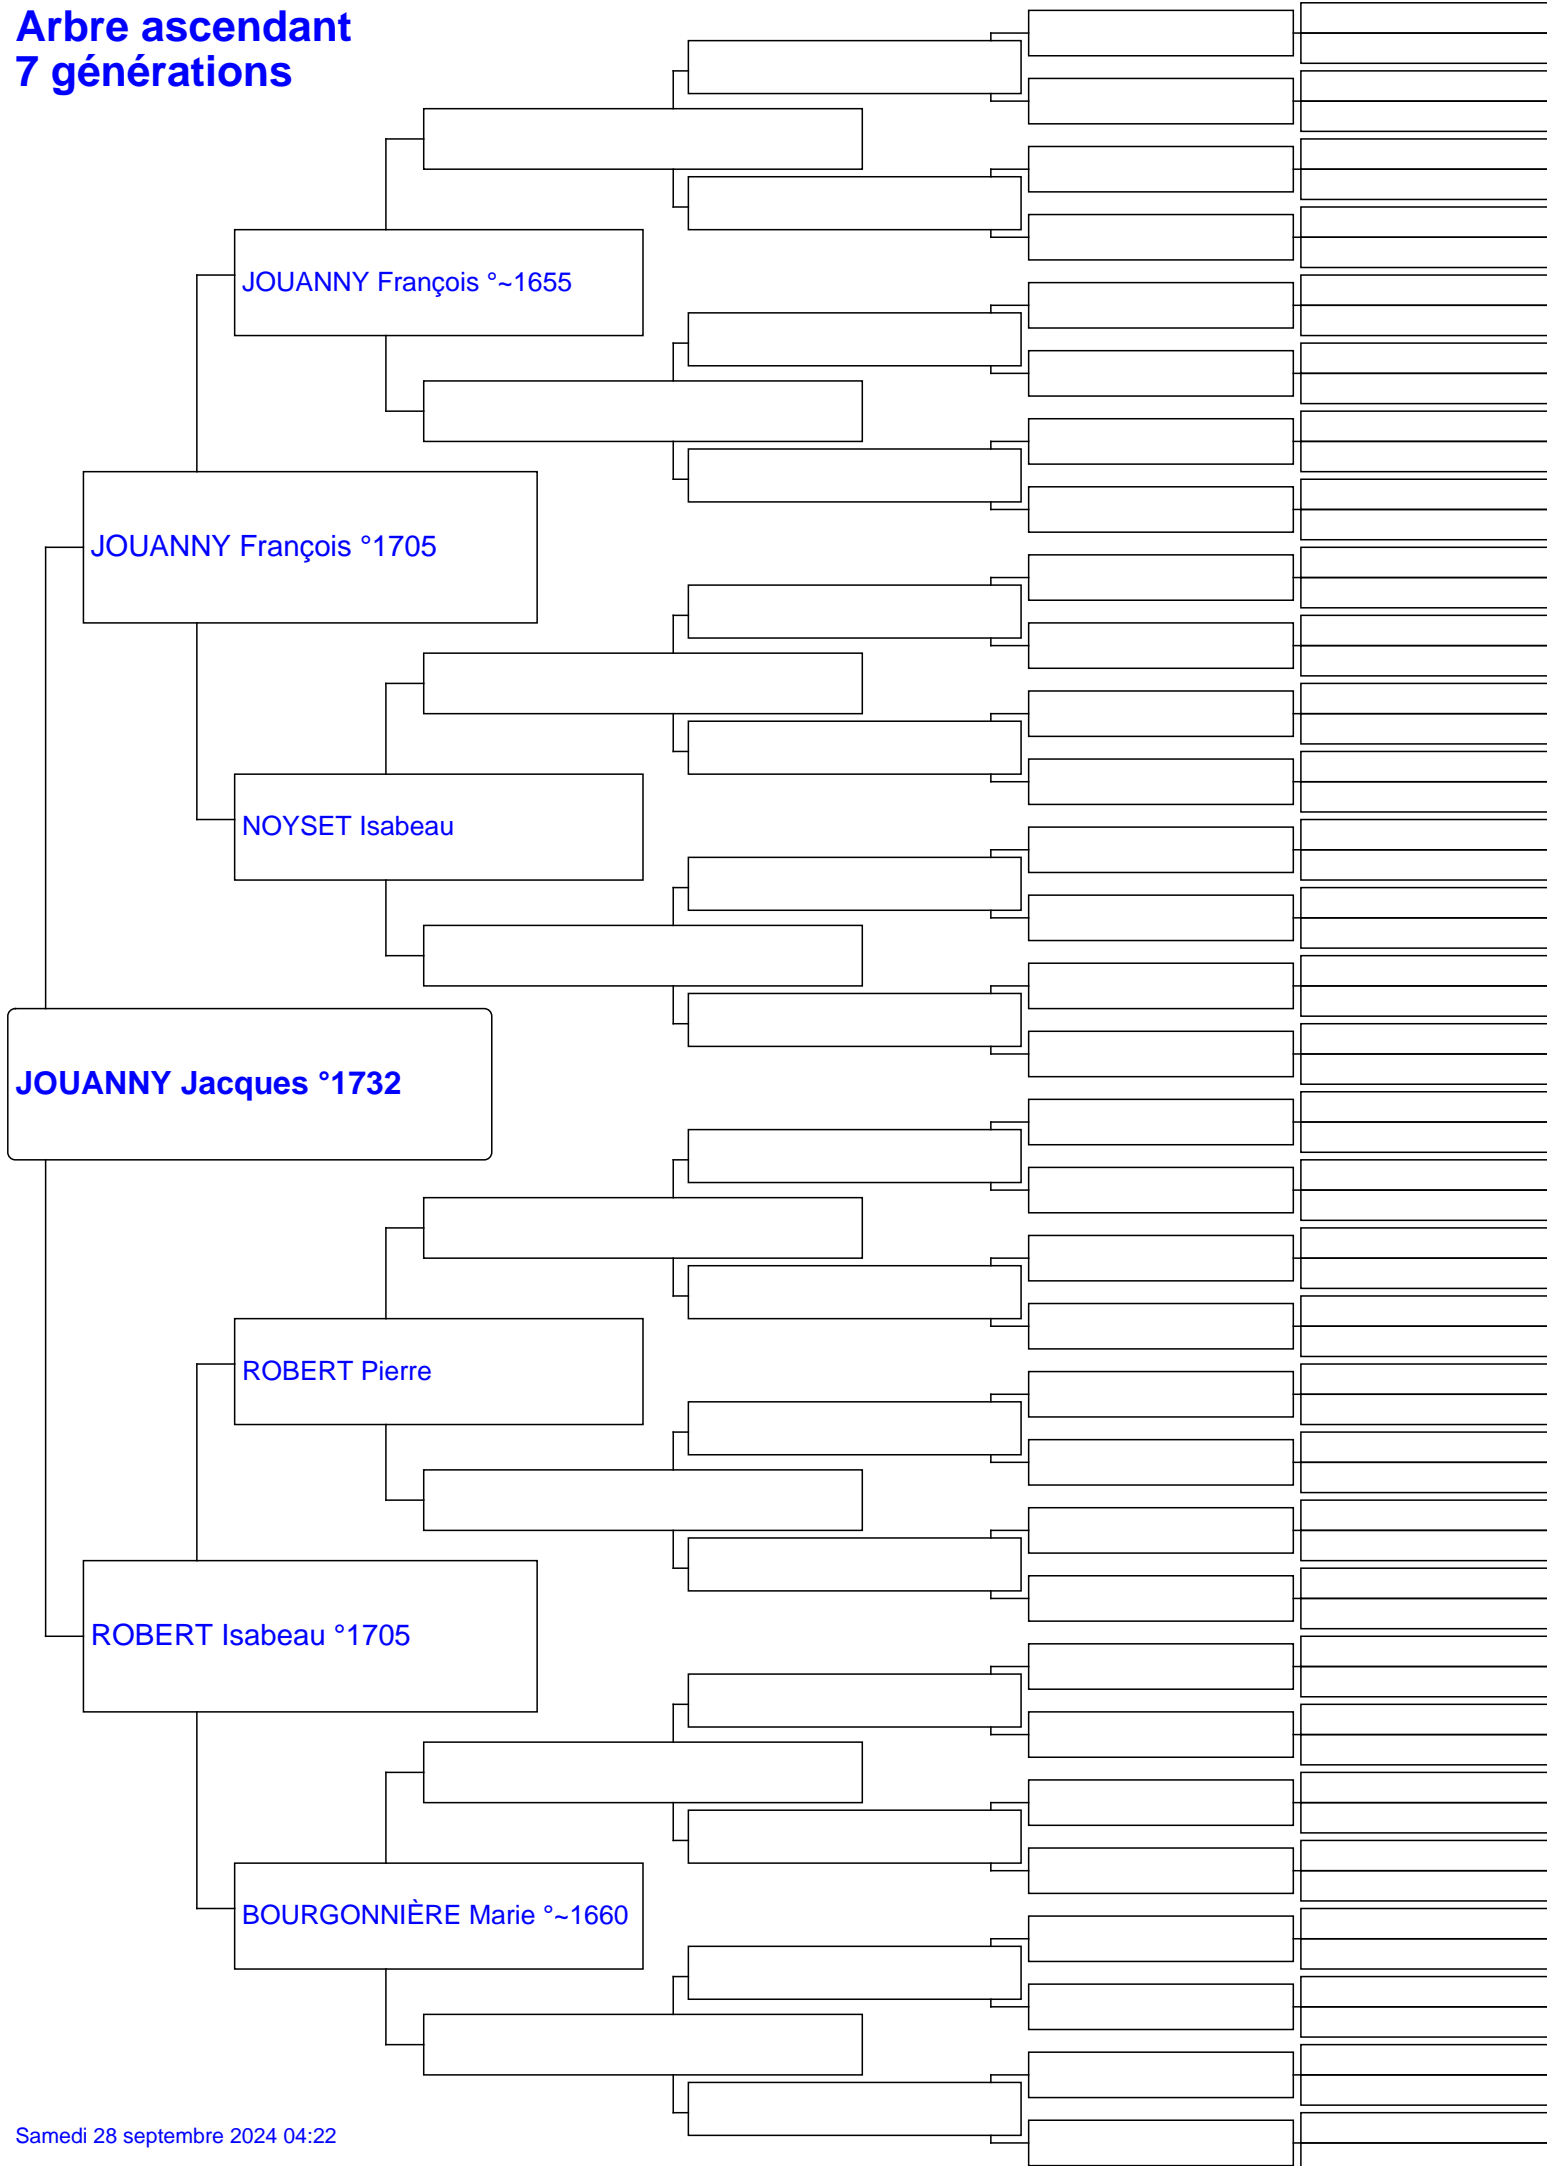 Arbre ascendant
7 générations
JOUANNY François °~1655
JOUANNY François °1705
NOYSET Isabeau
JOUANNY Jacques °1732
ROBERT Pierre
ROBERT Isabeau °1705
BOURGONNIÈRE Marie °~1660
Samedi 28 septembre 2024 04:22